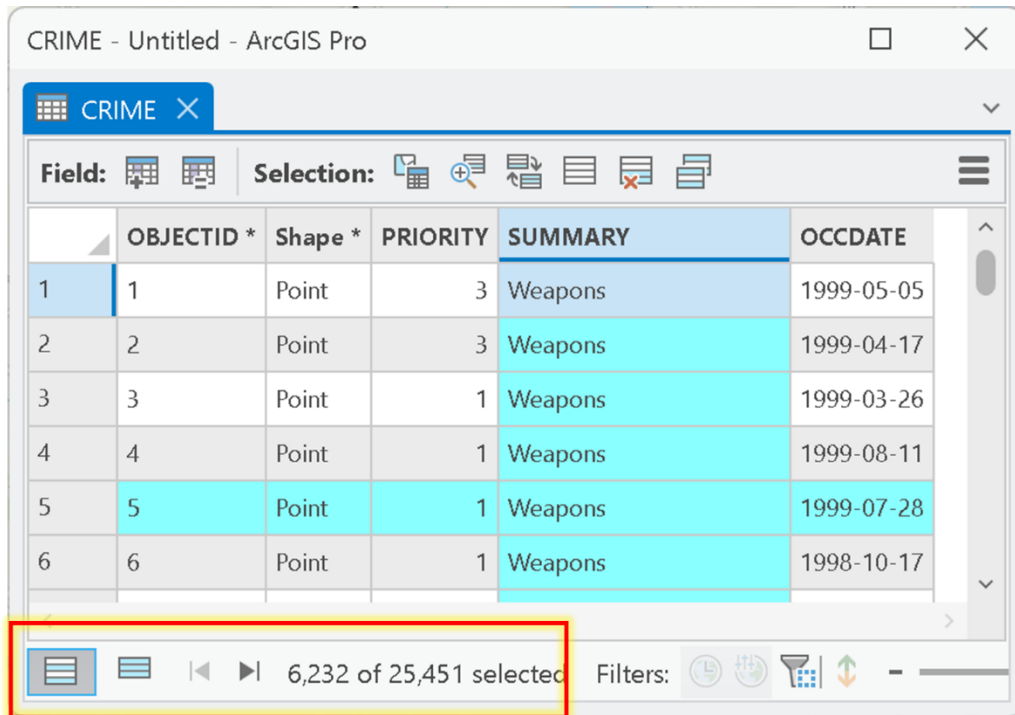 CRIME - Untitled - ArcGIS Pro
CRIME
Field: Selection:
OBJECTID * Shape * PRIORITY SUMMARY OCCDATE
1 1 Point 3 Weapons 1999-05-05
2 2 Point 3 Weapons 1999-04-17
3 3 Point 1 Weapons 1999-03-26
4 4 Point 1 Weapons 1999-08-11
5 5 Point 1 Weapons 1999-07-28
6 6 Point 1 Weapons 1998-10-17
6,232 of 25,451 selected Filters: